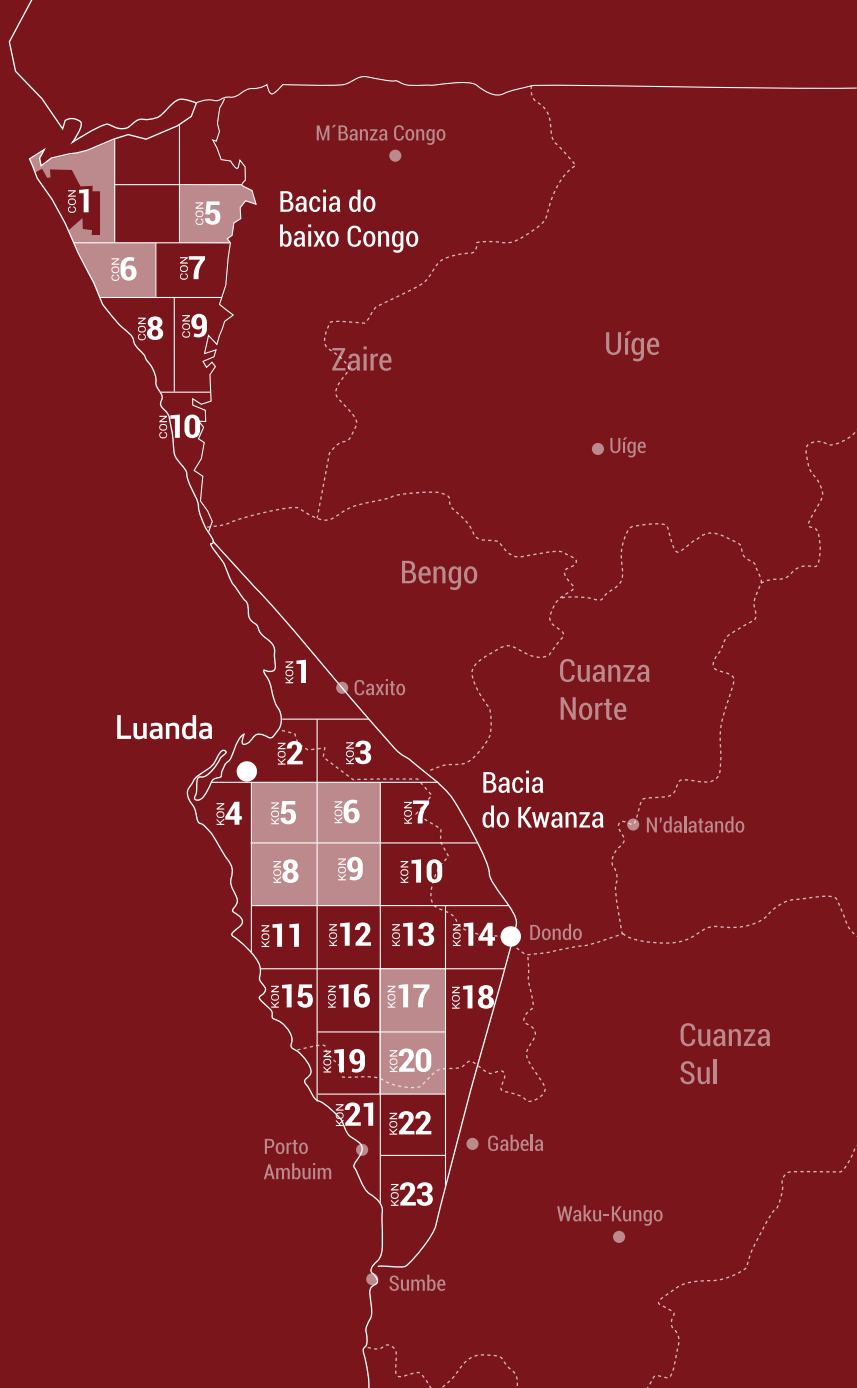 M´Banza Congo
CON 1
CON 5
Bacia do
baixo Congo
CON 6
CON 7
CON 8
CON 9
Zaire
Uíge
CON 10
Uíge
Bengo
KON 1
Caxito
Cuanza
Norte
Luanda
KON 2
KON 3
Bacia
do Kwanza
KON 4
KON 5
KON 6
KON 7
N'dalatando
KON 8
KON 9
KON 10
KON 11
KON 12
KON 13
KON 14
Dondo
KON 15
KON 16
KON 17
KON 18
Cuanza
Sul
KON 19
KON 20
KON 21
KON 22
Porto
Ambuim
Gabela
KON 23
Waku-Kungo
Sumbe